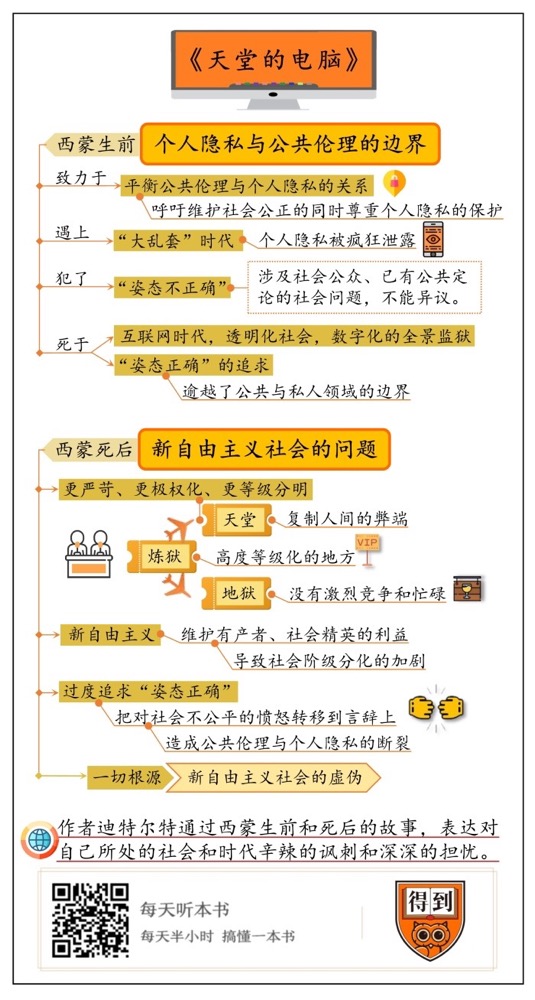 《天堂的电脑》
西蒙生前 个人隐私与公共伦理的边界
致力于 平衡公共伦理与个人隐私的关系
呼吁维护社会公正的同时尊重个人隐私的保护
遇上 “大乱套”时代 个人隐私被疯狂泄露
犯了 “姿态不正确” 涉及社会公众、已有公共定
论的社会问题，不能异议。
死于 互联网时代，透明化社会，数字化的全景监狱
“姿态正确”的追求
逾越了公共与私人领域的边界
西蒙死后 新自由主义社会的问题
更严苛、更极权化、更等级分明
天堂 复制人间的弊端
炼狱 高度等级化的地方 VIP
地狱 没有激烈竞争和忙碌
新自由主义 维护有产者、社会精英的利益
导致社会阶级分化的加剧
过度追求“姿态正确”
把对社会不公平的愤怒转移到言辞上
造成公共伦理与个人隐私的断裂
一切根源 新自由主义社会的虚伪
作者迪特尔特通过西蒙生前和死后的故事，表达对
自己所处的社会和时代辛辣的讽刺和深深的担忧。
每天听本书
每天半小时 搞懂一本书
得到